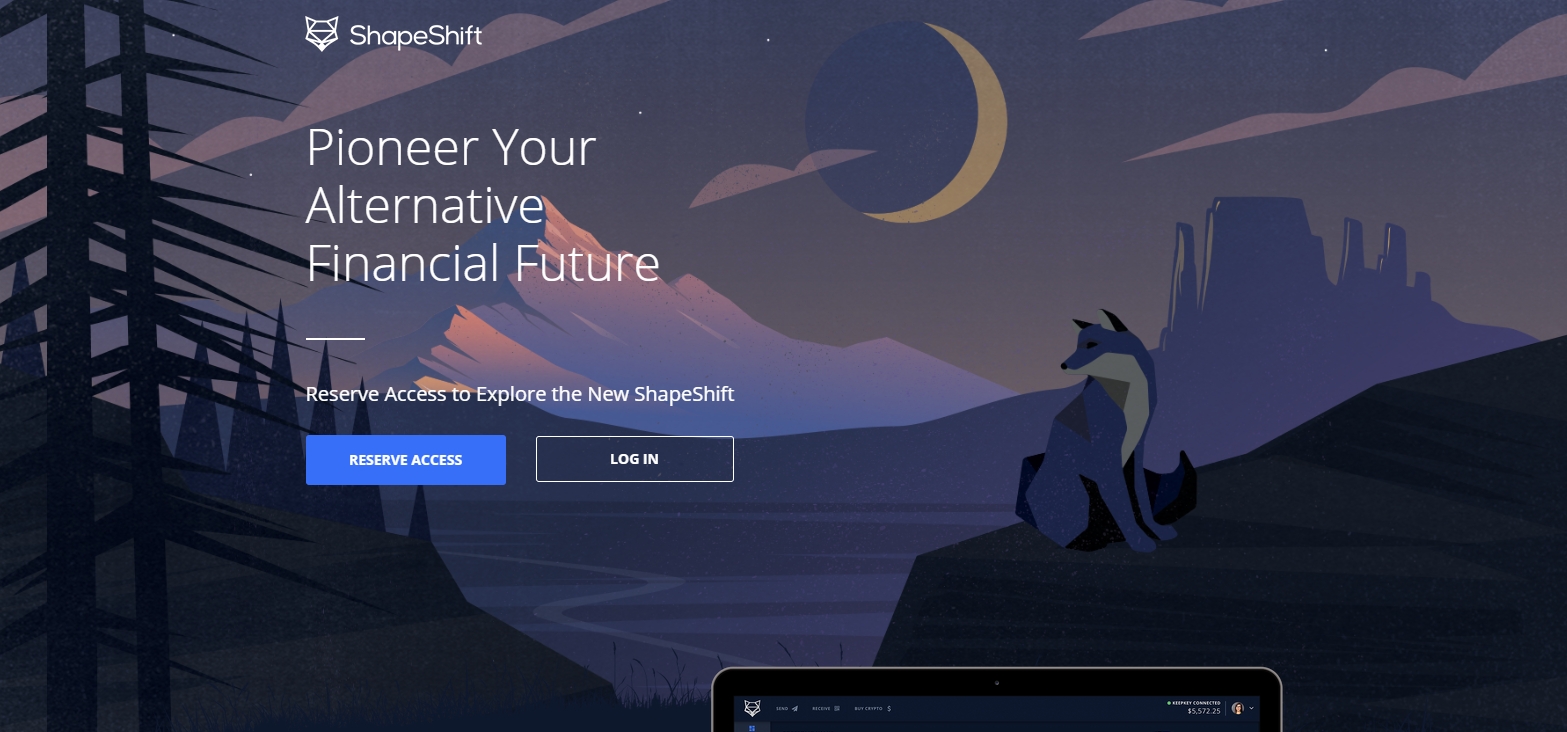 ShapeShift
Pioneer Your
Alternative
Financial Future
Reserve Access to Explore the New ShapeShift
RESERVE ACCESS
LOG IN
SEND
RECEIVE
BUY CRYPTO $
KEEPKEY CONNECTED
$5,572.25